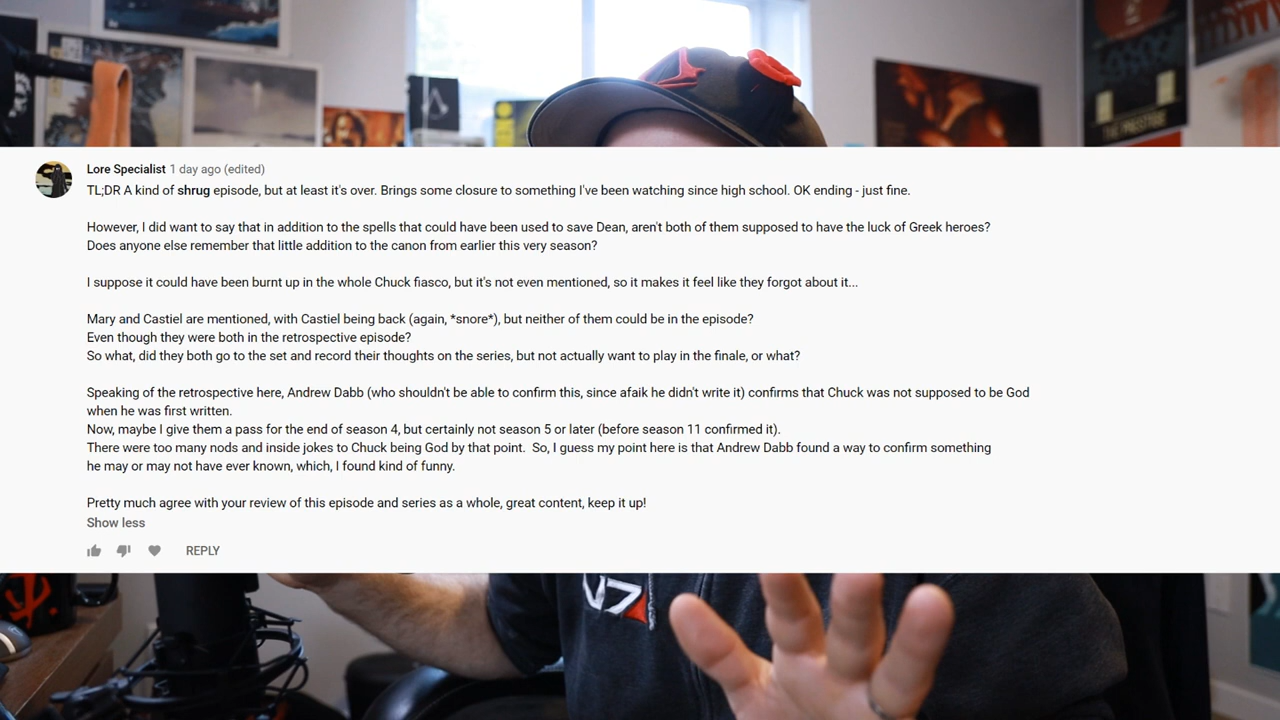 THE PRESTIGE
Lore Specialist 1 day ago (edited)
TL;DR A kind of shrug episode, but at least it's over. Brings some closure to something I've been watching since high school. OK ending - just fine.
However, I did want to say that in addition to the spells that could have been used to save Dean, aren't both of them supposed to have the luck of Greek heroes?
Does anyone else remember that little addition to the canon from earlier this very season?
I suppose it could have been burnt up in the whole Chuck fiasco, but it's not even mentioned, so it makes it feel like they forgot about it...
Mary and Castiel are mentioned, with Castiel being back (again, *snore*), but neither of them could be in the episode?
Even though they were both in the retrospective episode?
So what, did they both go to the set and record their thoughts on the series, but not actually want to play in the finale, or what?
Speaking of the retrospective here, Andrew Dabb (who shouldn't be able to confirm this, since afaik he didn't write it) confirms that Chuck was not supposed to be God
when he was first written.
Now, maybe I give them a pass for the end of season 4, but certainly not season 5 or later (before season 11 confirmed it).
There were too many nods and inside jokes to Chuck being God by that point.  So, I guess my point here is that Andrew Dabb found a way to confirm something
he may or may not have ever known, which, I found kind of funny.
Pretty much agree with your review of this episode and series as a whole, great content, keep it up!
Show less
REPLY
N7